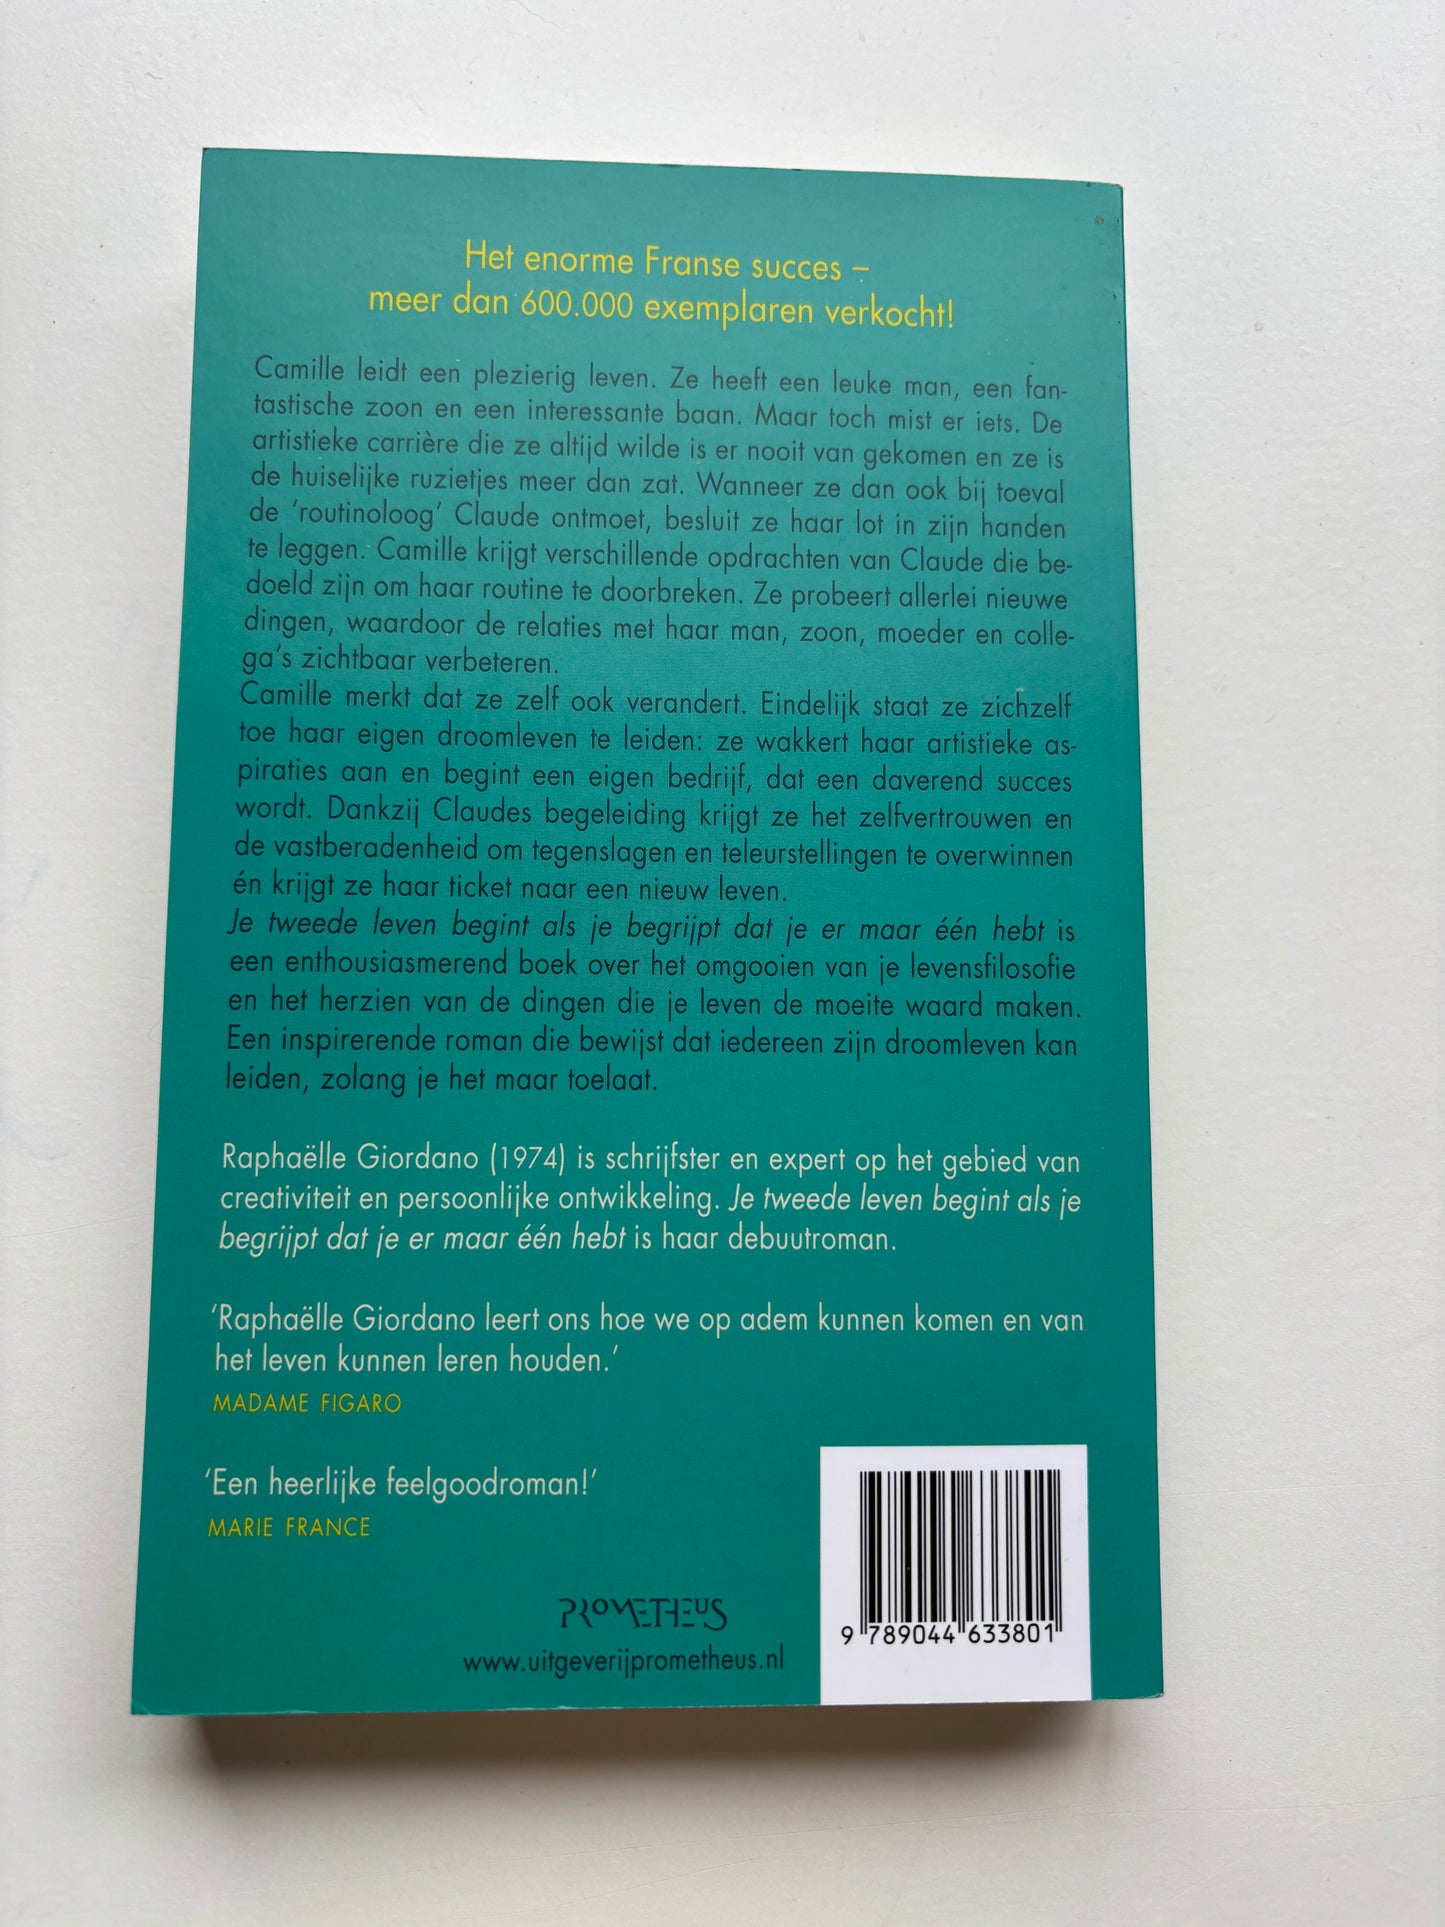 Het enorme Franse succes –
meer dan 600.000 exemplaren verkocht!
Camille leidt een plezierig leven. Ze heeft een leuke man, een fan-
tastische zoon en een interessante baan. Maar toch mist er iets. De
artistieke carrière die ze altijd wilde is er nooit van gekomen en ze is
de huiselijke ruzietjes meer dan zat. Wanneer ze dan ook bij toeval
de ‘routinoloog’ Claude ontmoet, besluit ze haar lot in zijn handen
te leggen. Camille krijgt verschillende opdrachten van Claude die be-
doeld zijn om haar routine te doorbreken. Ze probeert allerlei nieuwe
dingen, waardoor de relaties met haar man, zoon, moeder en colle-
ga’s zichtbaar verbeteren.
Camille merkt dat ze zelf ook verandert. Eindelijk staat ze zichzelf
toe haar eigen droomleven te leiden: ze wakkert haar artistieke as-
piraties aan en begint een eigen bedrijf, dat een daverend succes
wordt. Dankzij Claudes begeleiding krijgt ze het zelfvertrouwen en
de vastberadenheid om tegenslagen en teleurstellingen te overwinnen
én krijgt ze haar ticket naar een nieuw leven.
Je tweede leven begint als je begrijpt dat je er maar één hebt is
een enthousiasmerend boek over het omgooien van je levensfilosofie
en het herzien van de dingen die je leven de moeite waard maken.
Een inspirerende roman die bewijst dat iedereen zijn droomleven kan
leiden, zolang je het maar toelaat.
Raphaëlle Giordano (1974) is schrijfster en expert op het gebied van
creativiteit en persoonlijke ontwikkeling. Je tweede leven begint als je
begrijpt dat je er maar één hebt is haar debuutroman.
‘Raphaëlle Giordano leert ons hoe we op adem kunnen komen en van
het leven kunnen leren houden.’
MADAME FIGARO
‘Een heerlijke feelgoodroman!’
MARIE FRANCE
PROMETHEUS
www.uitgeverijprometheus.nl
9 789044 633801